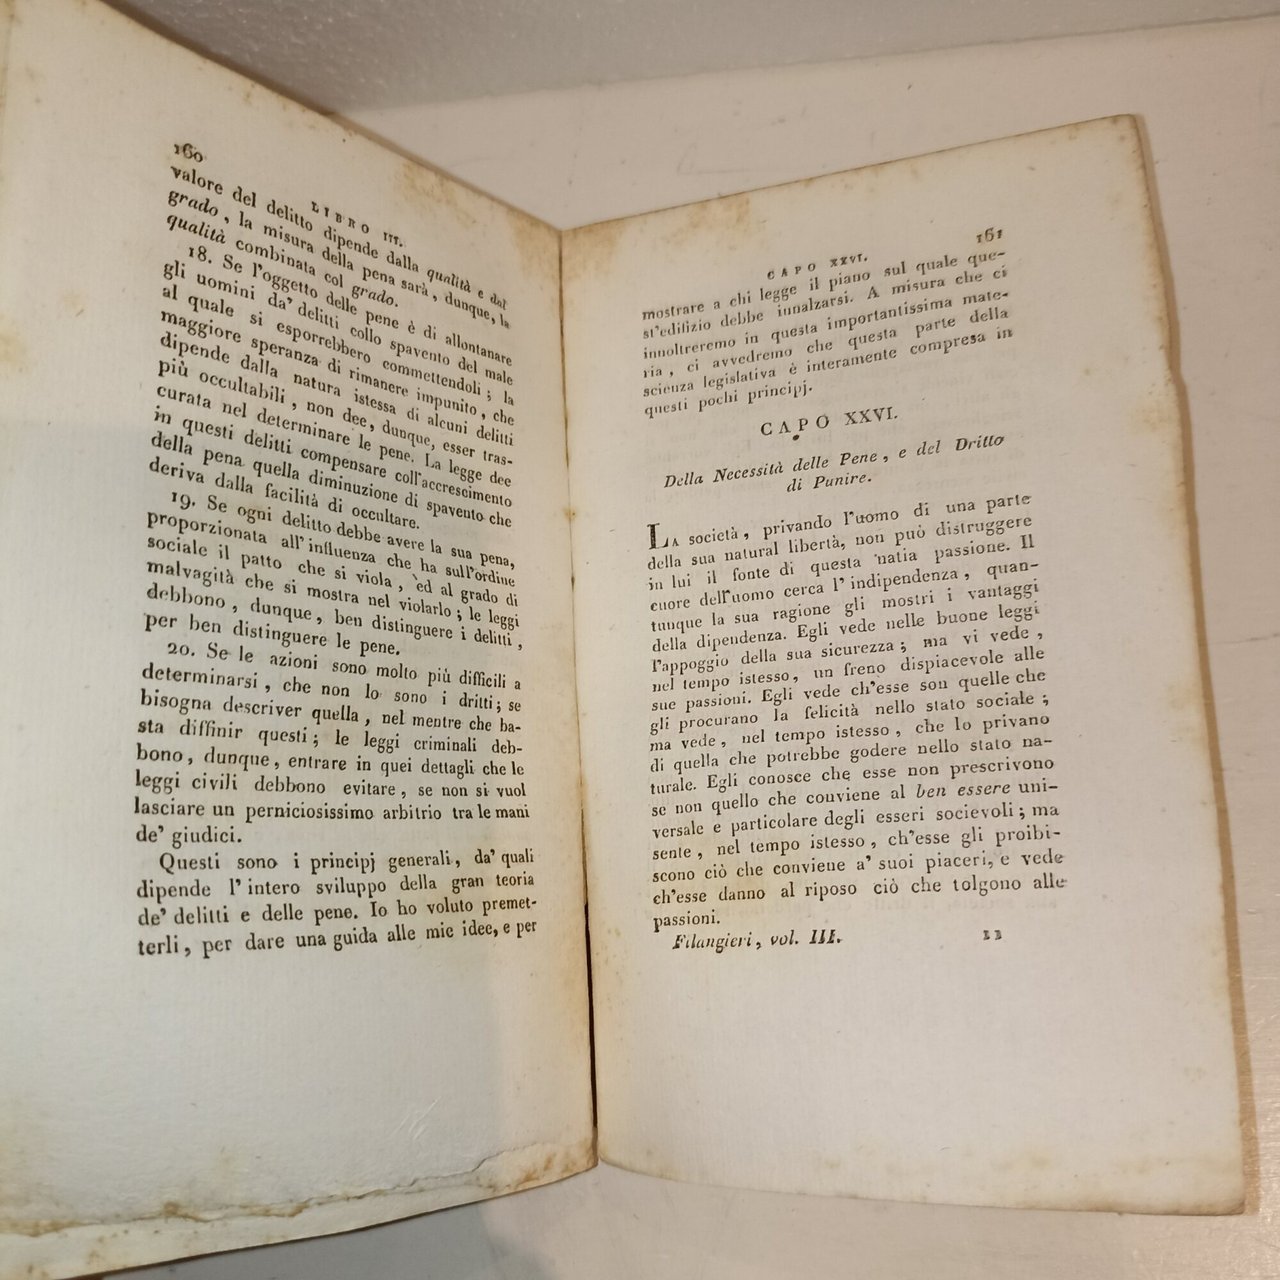 160
LIBRO III.
valore del delitto dipende dalla qualità e dal
grado, la misura della pena sarà, dunque, la
qualità combinata col grado.
18. Se l'oggetto delle pene è di allontanare
gli uomini da' delitti collo spavento del male
al quale si esporrebbero commettendoli; la
maggiore speranza di rimanere impunito, che
dipende dalla natura istessa di alcuni delitti
più occultabili, non dee, dunque, esser tras-
curata nel determinare le pene. La legge dee
in questi delitti compensare coll'accrescimento
della pena quella diminuzione di spavento che
deriva dalla facilità di occultare.
19. Se ogni delitto debbe avere la sua pena,
proporzionata all'influenza che ha sull'ordine
sociale il patto che si viola, ed al grado di
malvagità che si mostra nel violarlo; le leggi
debbono, dunque, ben distinguere i delitti,
per ben distinguere le pene.
20. Se le azioni sono molto più difficili a
determinarsi, che non lo sono i dritti; se
bisogna descriver quella, nel mentre che ba-
sta diffinir questi; le leggi criminali deb-
bono, dunque, entrare in quei dettagli che le
leggi civili debbono evitare, se non si vuol
lasciare un perniciosissimo arbitrio tra le mani
de' giudici.
Questi sono i principj generali, da' quali
dipende l'intero sviluppo della gran teoria
de' delitti e delle pene. Io ho voluto premet-
terli, per dare una guida alle mie idee, e per
CAPO XXVI.
161
mostrare a chi legge il piano sul quale que-
st'edifizio debbe innalzarsi. A misura che ci
innoltreremo in questa importantissima mate-
ria, ci avvedremo che questa parte della
scienza legislativa è interamente compresa in
questi pochi principj.
CAPO XXVI.
Della Necessità delle Pene, e del Dritto
di Punire.
LA società, privando l'uomo di una parte
della sua natural libertà, non può distruggere
in lui il fonte di questa natia passione. Il
cuore dell'uomo cerca l'indipendenza, quan-
tunque la sua ragione gli mostri i vantaggi
della dipendenza. Egli vede nelle buone leggi
l'appoggio della sua sicurezza; ma vi vede,
nel tempo istesso, un freno dispiacevole alle
sue passioni. Egli vede ch'esse son quelle che
gli procurano la felicità nello stato sociale;
ma vede, nel tempo istesso, che lo privano
di quella che potrebbe godere nello stato na-
turale. Egli conosce che esse non prescrivono
se non quello che conviene al ben essere uni-
versale e particolare degli esseri socievoli; ma
sente, nel tempo istesso, ch'esse gli proibi-
scono ciò che conviene a' suoi piaceri, e vede
ch'esse danno al riposo ciò che tolgono alle
passioni.
Filangieri, vol. III. 11